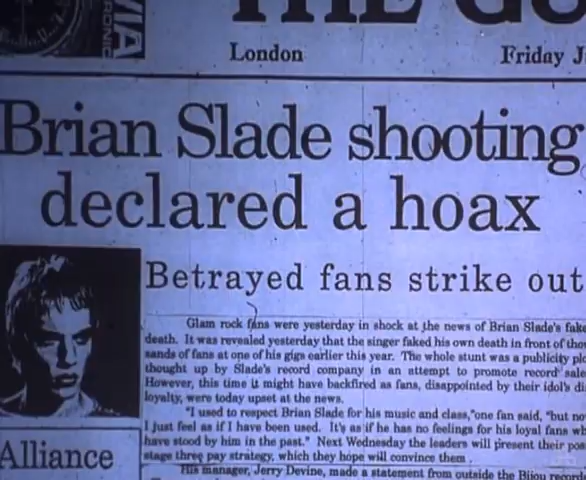 THE GU
VIA
RONIC
London Friday J
Brian Slade shooting
declared a hoax
Betrayed fans strike out
Glam rock fans were yesterday in shock at the news of Brian Slade's fake
death. It was revealed yesterday that the singer faked his own death in front of thou
sands of fans at one of his gigs earlier this year. The whole stunt was a publicity plo
thought up by Slade's record company in an attempt to promote record sale
However, this time it might have backfired as fans, disappointed by their idol's di
loyalty, were today upset at the news.
"I used to respect Brian Slade for his music and class,"one fan said, "but no
I just feel as if I have been used. It's as if he has no feelings for his loyal fans wh
have stood by him in the past." Next Wednesday the leaders will present their pos
stage three pay strategy, which they hope will convince them .
His manager, Jerry Devine, made a statement from outside the Bijou record
Alliance